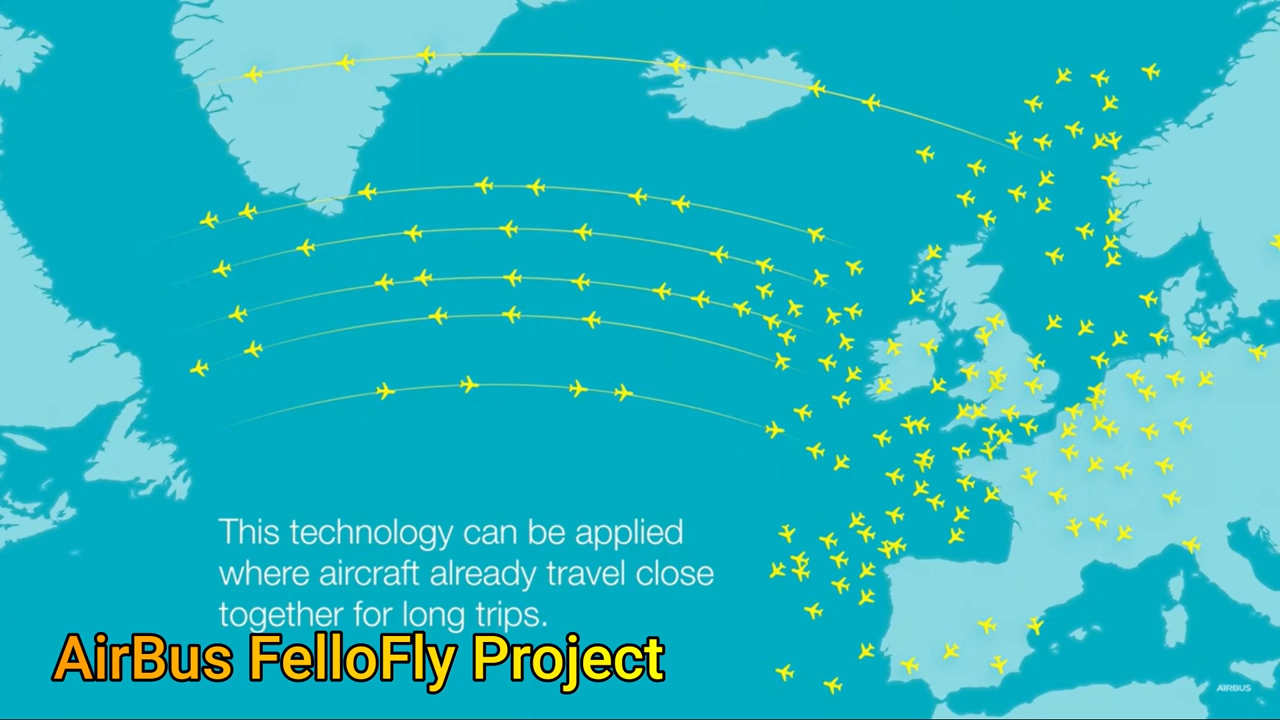 This technology can be applied
where aircraft already travel close
together for long trips.
AirBus FelloFly Project
AIRBUS